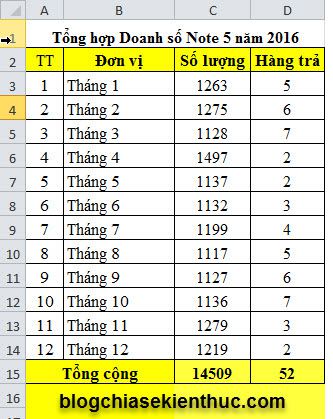 A B C D
1 Tổng hợp Doanh số Note 5 năm 2016
2 TT Đơn vị Số lượng Hàng trả
3 1 Tháng 1 1263 5
4 2 Tháng 2 1275 6
5 3 Tháng 3 1128 7
6 4 Tháng 4 1497 2
7 5 Tháng 5 1137 2
8 6 Tháng 6 1132 3
9 7 Tháng 7 1199 4
10 8 Tháng 8 1117 5
11 9 Tháng 9 1127 6
12 10 Tháng 10 1136 7
13 11 Tháng 11 1279 3
14 12 Tháng 12 1219 2
15 Tổng cộng 14509 52
16 blogchiasekienthuc.com